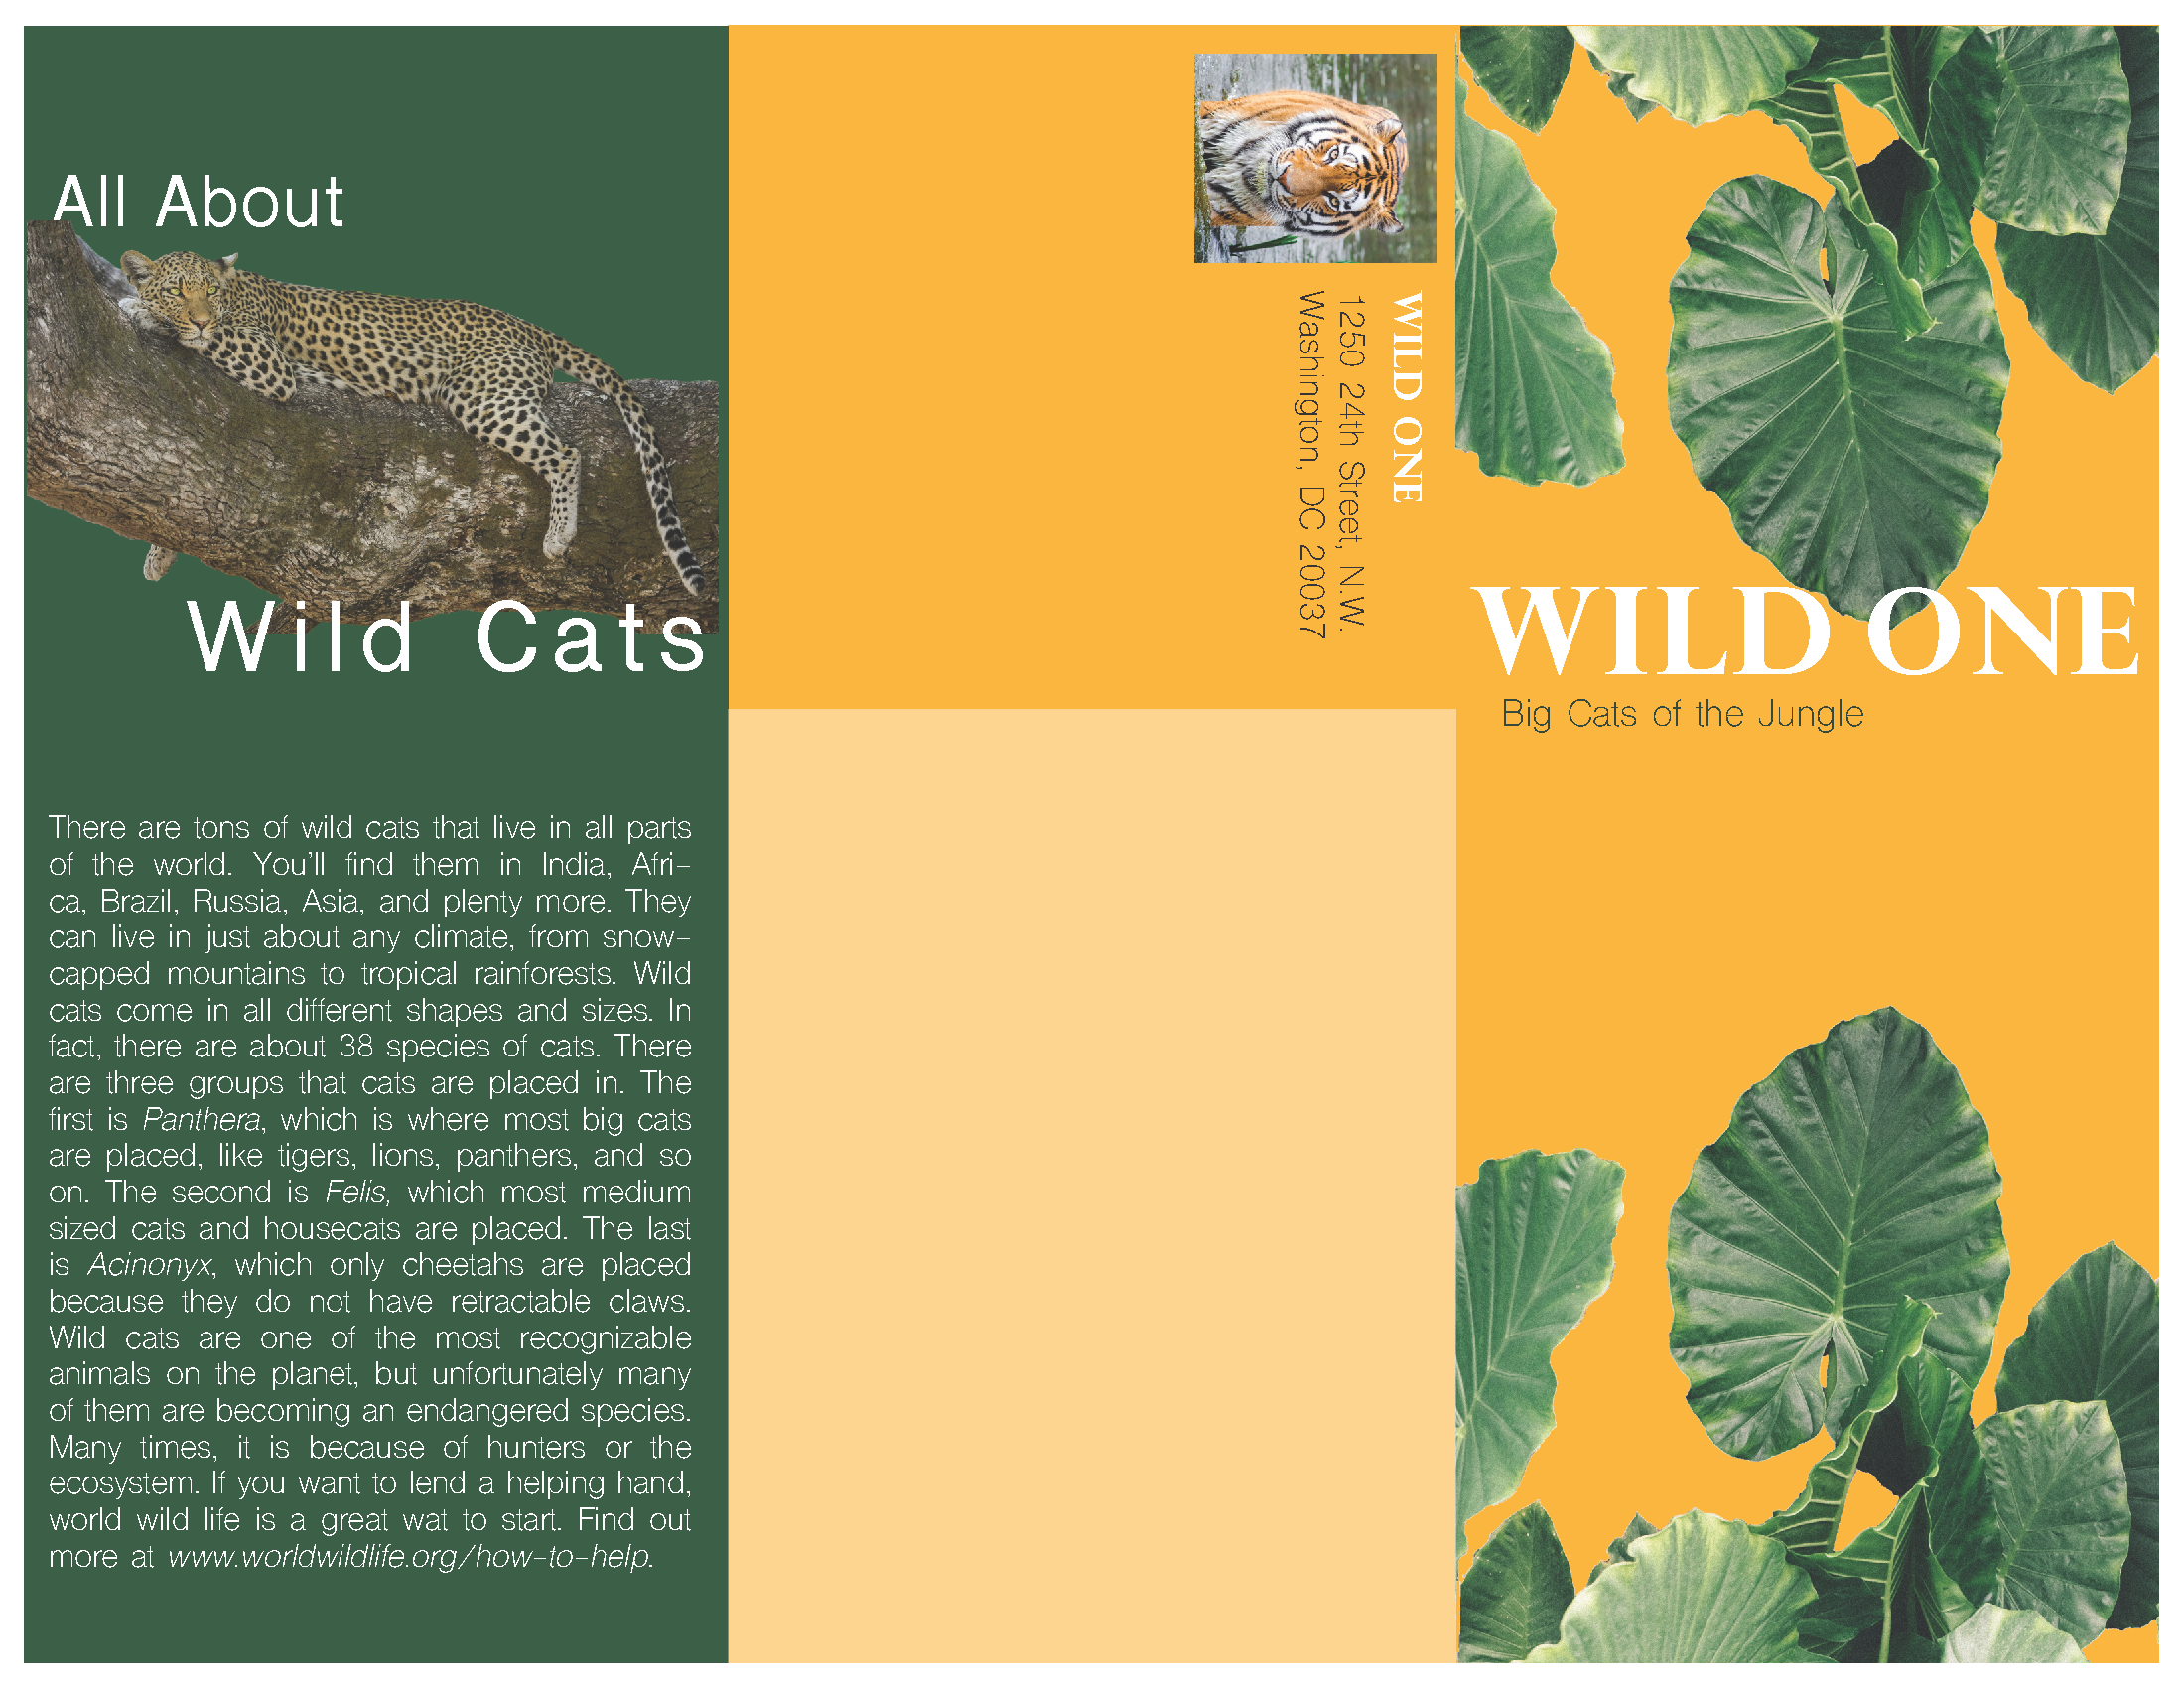 All About
Wild Cats
There are tons of wild cats that live in all parts
of the world. You'll find them in India, Afri-
ca, Brazil, Russia, Asia, and plenty more. They
can live in just about any climate, from snow-
capped mountains to tropical rainforests. Wild
cats come in all different shapes and sizes. In
fact, there are about 38 species of cats. There
are three groups that cats are placed in. The
first is Panthera, which is where most big cats
are placed, like tigers, lions, panthers, and so
on. The second is Felis, which most medium
sized cats and housecats are placed. The last
is Acinonyx, which only cheetahs are placed
because they do not have retractable claws.
Wild cats are one of the most recognizable
animals on the planet, but unfortunately many
of them are becoming an endangered species.
Many times, it is because of hunters or the
ecosystem. If you want to lend a helping hand,
world wild life is a great wat to start. Find out
more at www.worldwildlife.org/how-to-help.
WILD ONE
1250 24th Street, N.W.
Washington, DC 20037
WILD ONE
Big Cats of the Jungle